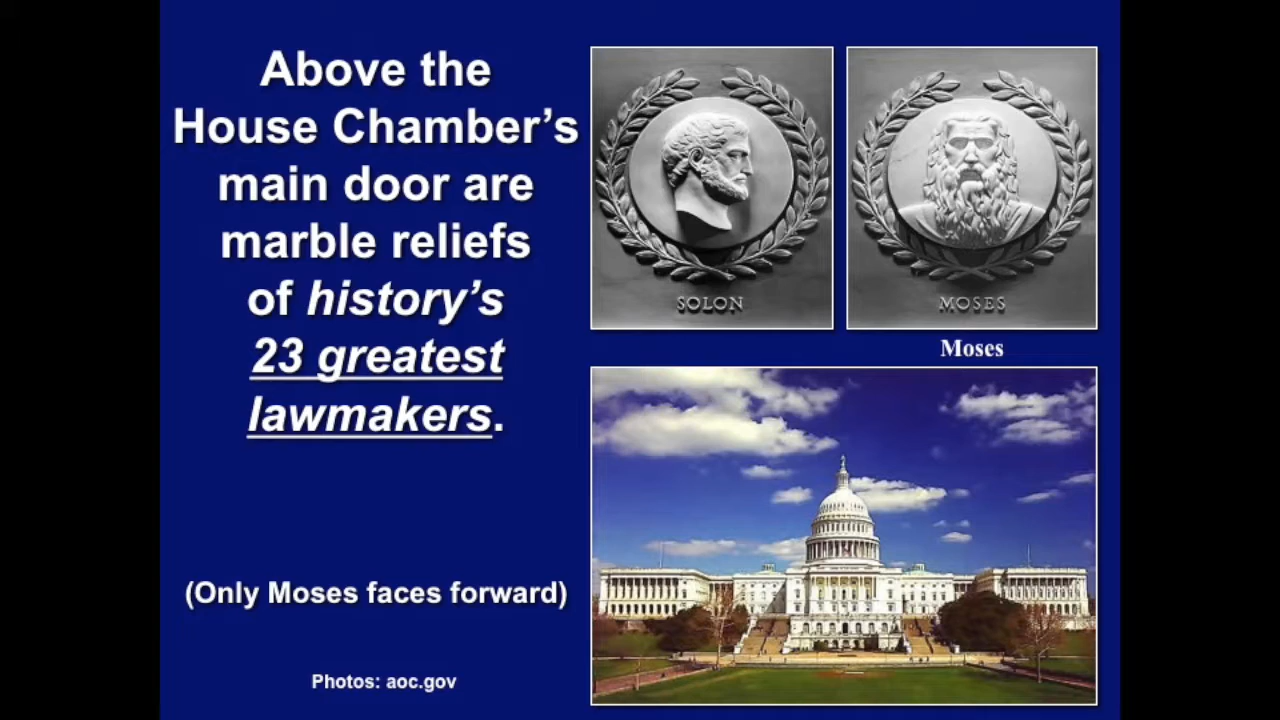 Above the
House Chamber's
main door are
marble reliefs
of history's
23 greatest
lawmakers.
(Only Moses faces forward)
Photos: aoc.gov
SOLON
MOSES
Moses